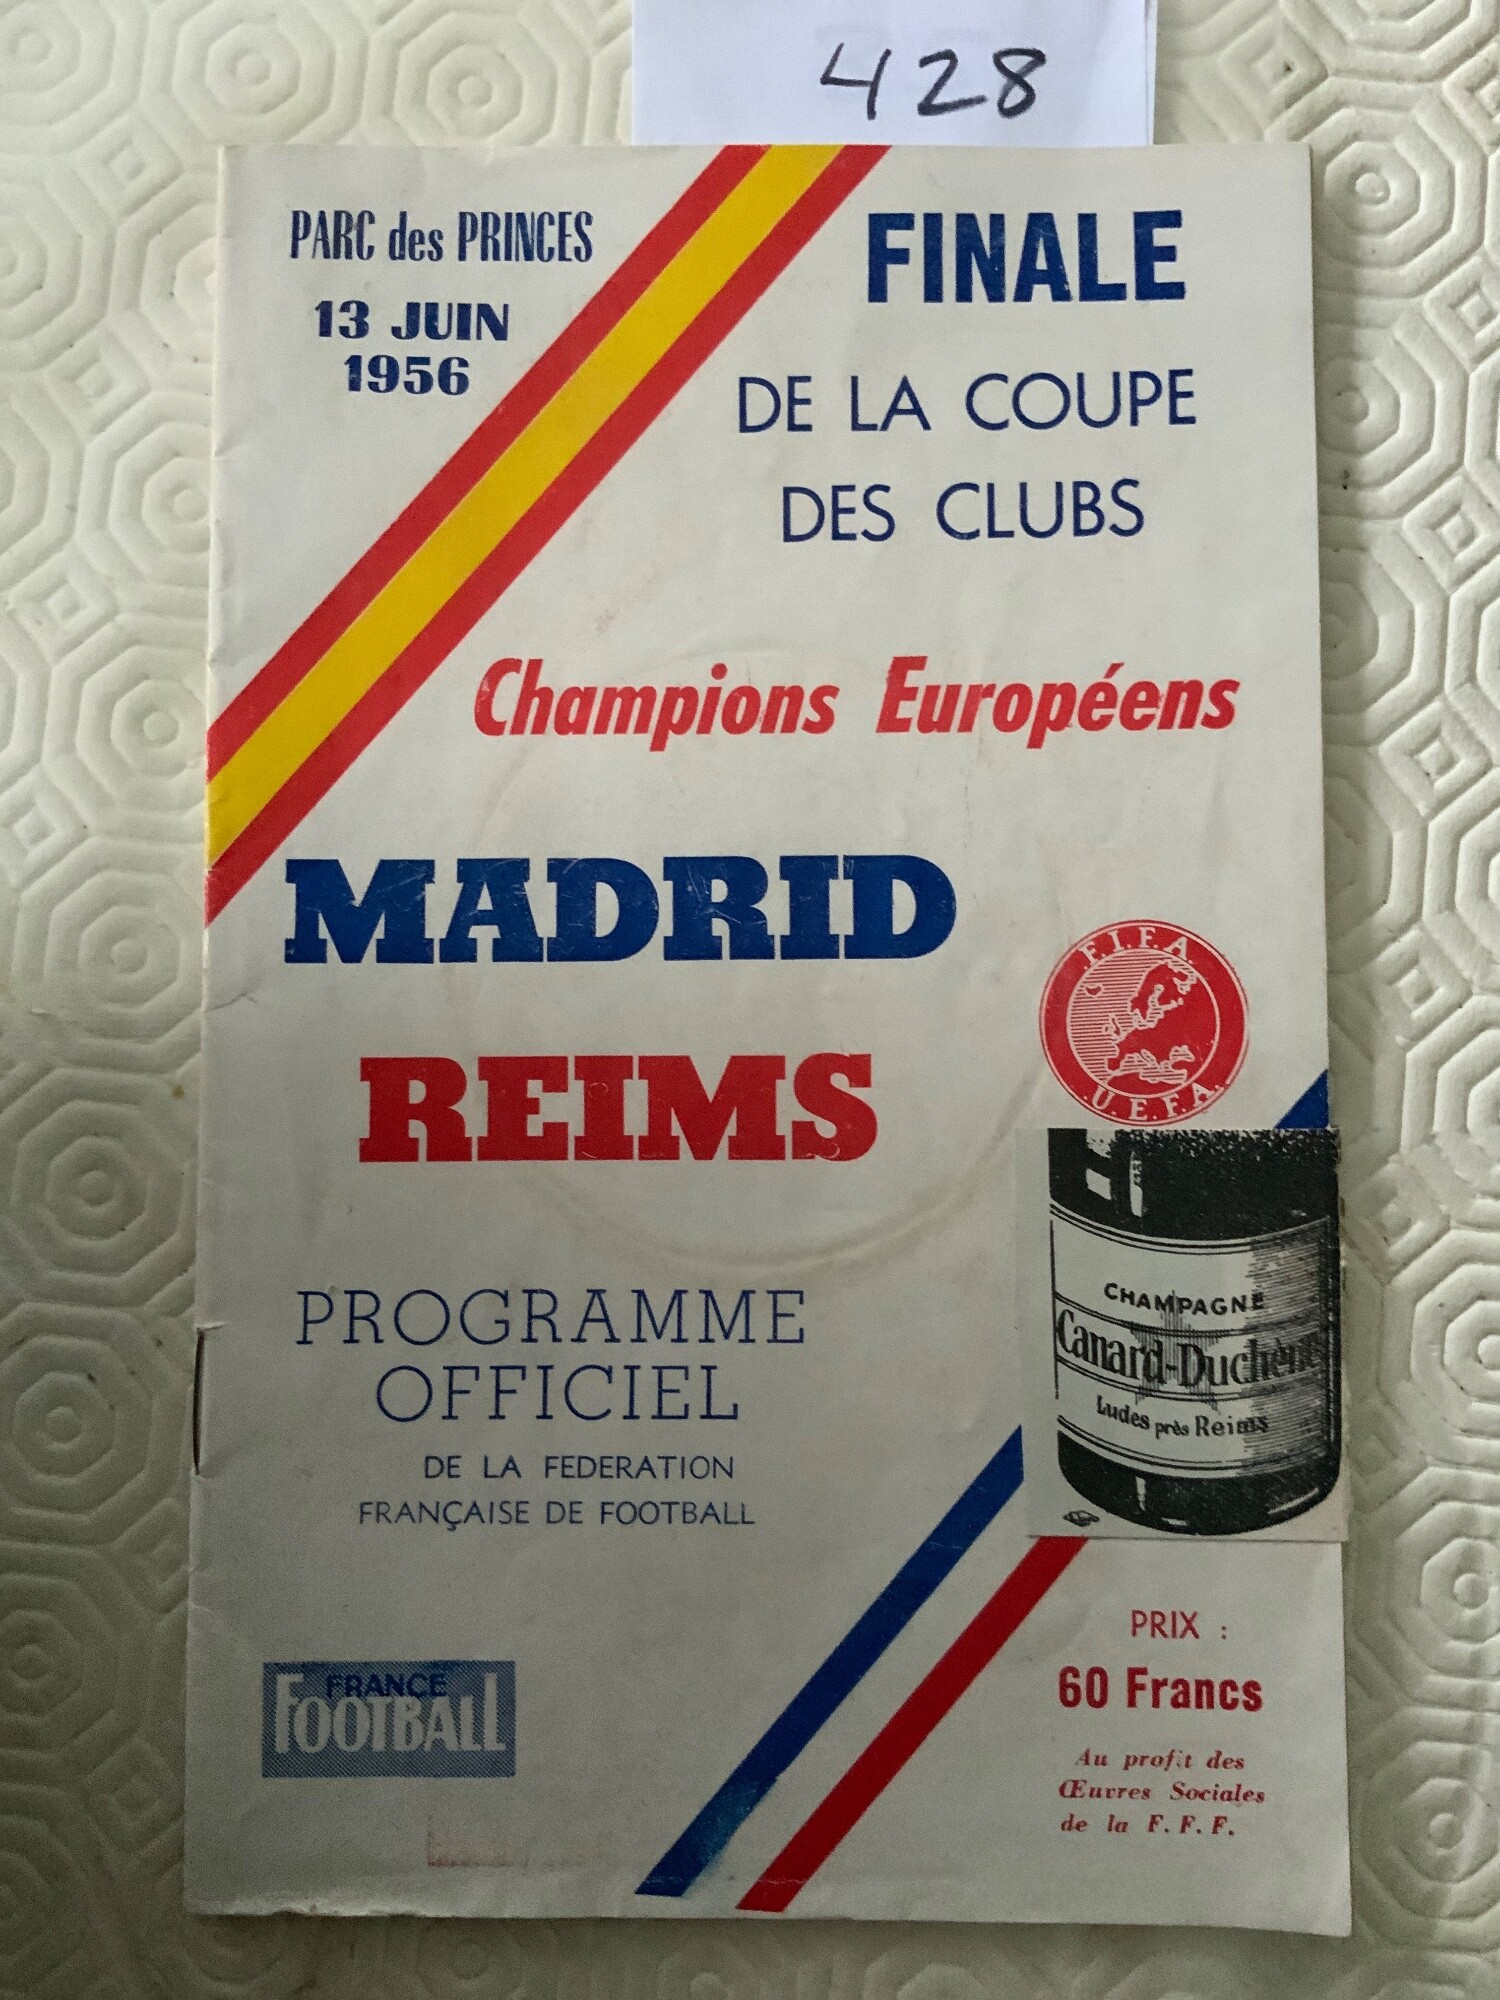 428
PARC des PRINCES
13 JUIN
1956
FINALE
DE LA COUPE
DES CLUBS
Champions Européens
MADRID
REIMS
F.I.F.A.
U.E.F.A.
CHAMPAGNE
Canard-Duchêne
Ludes près Reims
PROGRAMME
OFFICIEL
DE LA FEDERATION
FRANÇAISE DE FOOTBALL
FRANCE
FOOTBALL
PRIX :
60 Francs
Au profit des
Œuvres Sociales
de la F. F. F.